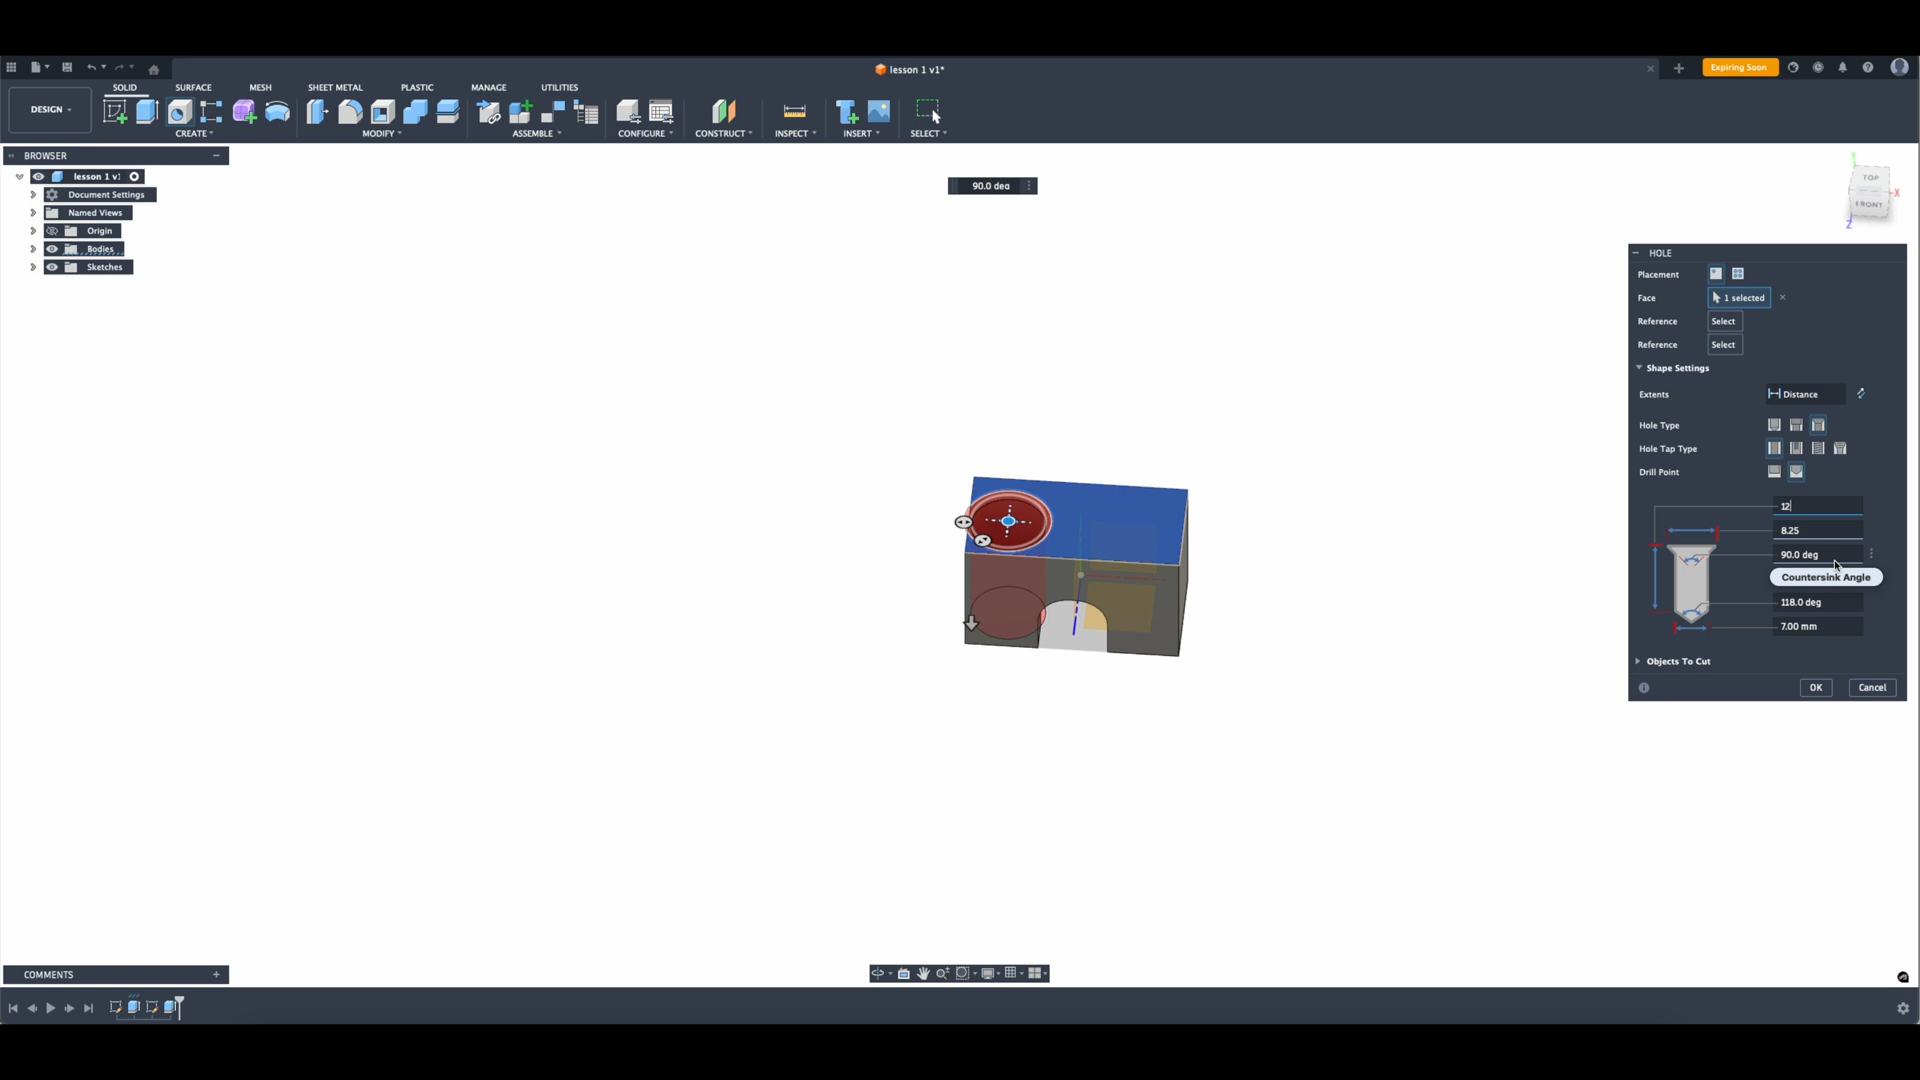 lesson 1 v1*
Expiring Soon
DESIGN
SOLID
SURFACE
MESH
SHEET METAL
PLASTIC
MANAGE
UTILITIES
CREATE
MODIFY
ASSEMBLE
CONFIGURE
CONSTRUCT
INSPECT
INSERT
SELECT
BROWSER
lesson 1 v:
Document Settings
Named Views
Origin
Bodies
Sketches
90.0 deg
Y
TOP
X
FRONT
Z
HOLE
Placement
Face 1 selected
Reference Select
Reference Select
Shape Settings
Extents Distance
Hole Type
Hole Tap Type
Drill Point
12
8.25
90.0 deg
Countersink Angle
118.0 deg
7.00 mm
Objects To Cut
OK Cancel
COMMENTS